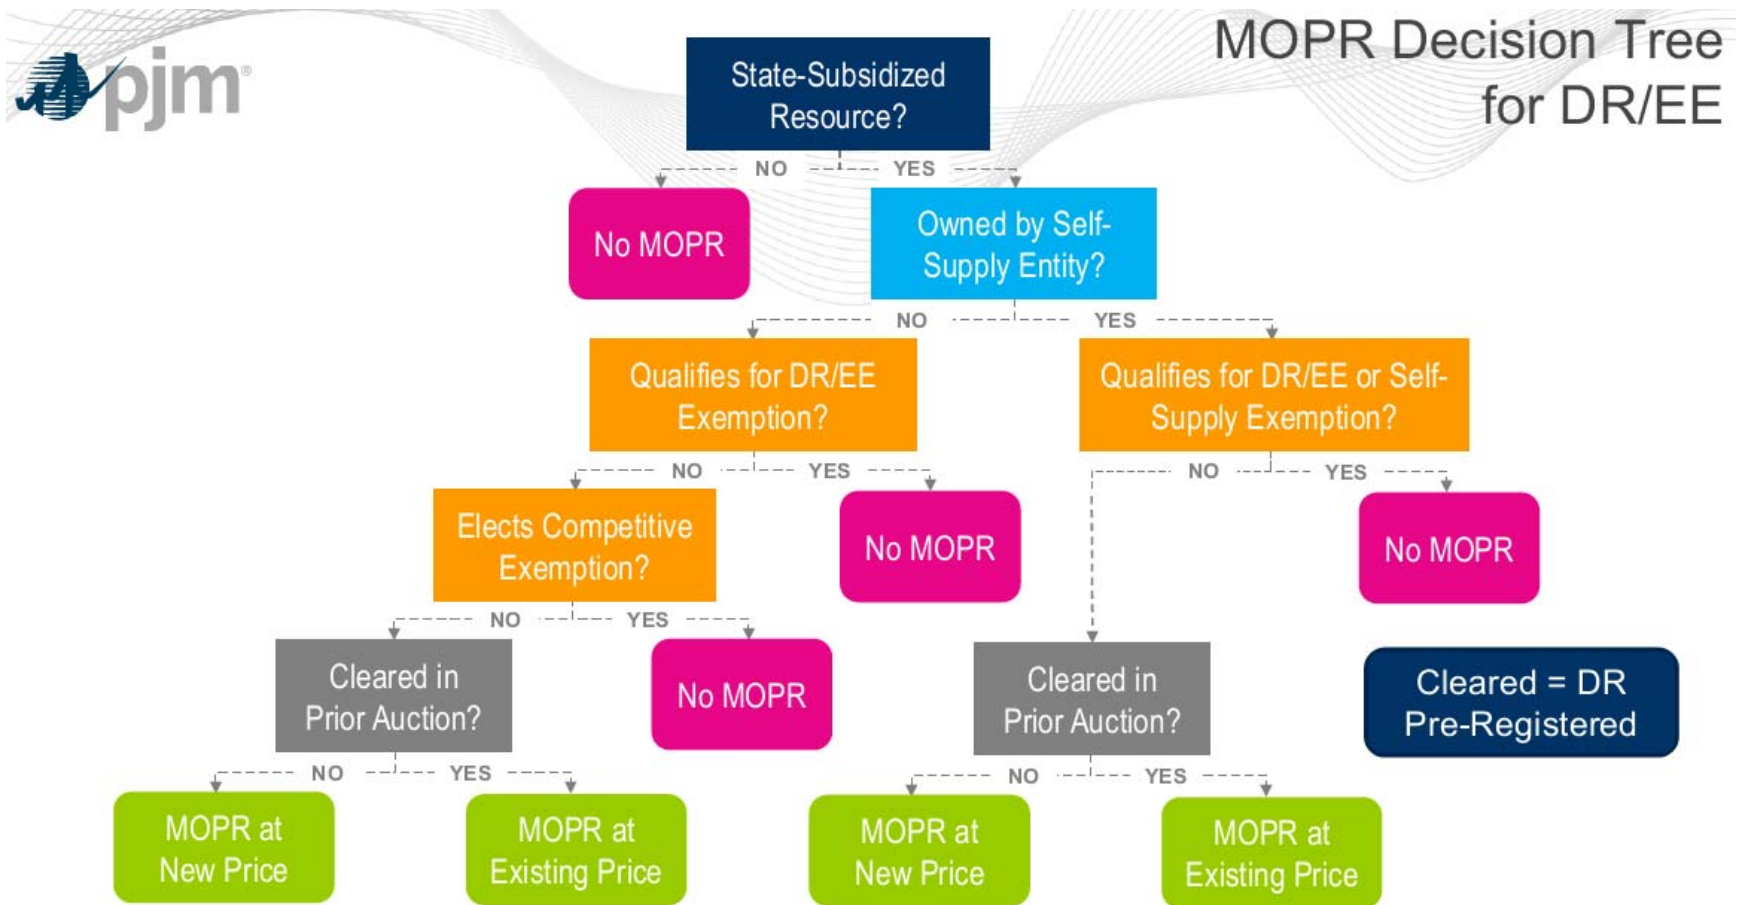 pjm®
MOPR Decision Tree
for DR/EE
State-Subsidized
Resource?
NO
YES
No MOPR
Owned by Self-
Supply Entity?
NO
YES
Qualifies for DR/EE
Exemption?
Qualifies for DR/EE or Self-
Supply Exemption?
NO
YES
NO
YES
Elects Competitive
Exemption?
No MOPR
No MOPR
NO
YES
Cleared in
Prior Auction?
No MOPR
Cleared in
Prior Auction?
Cleared = DR
Pre-Registered
NO
YES
NO
YES
MOPR at
New Price
MOPR at
Existing Price
MOPR at
New Price
MOPR at
Existing Price